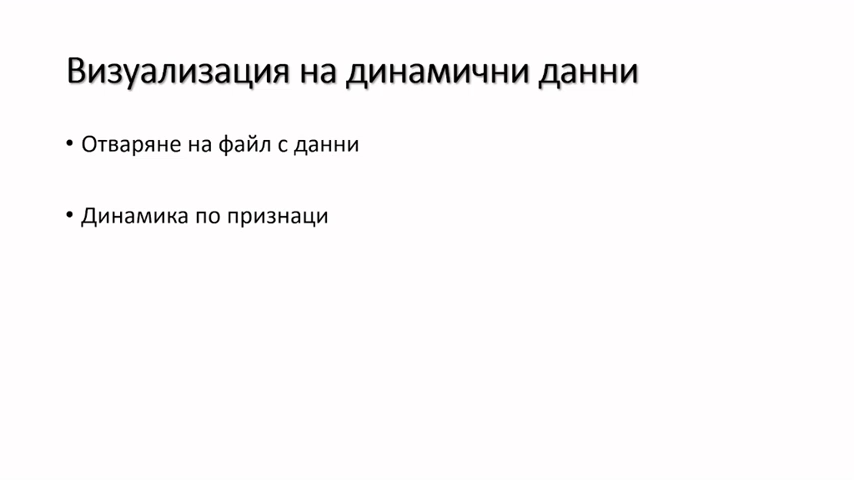 Визуализация на динамични данни
• Отваряне на файл с данни
• Динамика по признаци